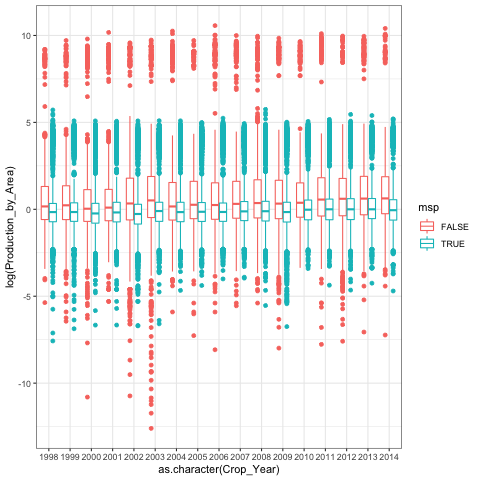 10
5
0
-5
-10
log(Production_by_Area)
1998 1999 2000 2001 2002 2003 2004 2005 2006 2007 2008 2009 2010 2011 2012 2013 2014
as.character(Crop_Year)
msp
FALSE
TRUE